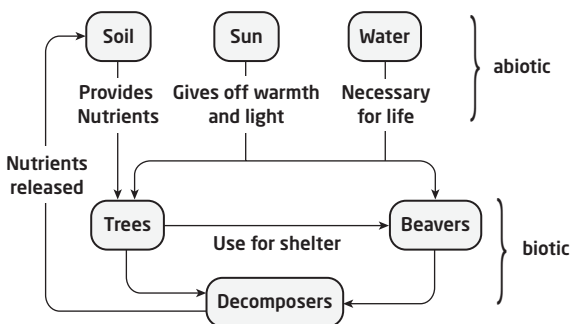 Soil
Sun
Water
abiotic
Provides
Nutrients
Gives off warmth
and light
Necessary
for life
Nutrients
released
Trees
Use for shelter
Beavers
biotic
Decomposers